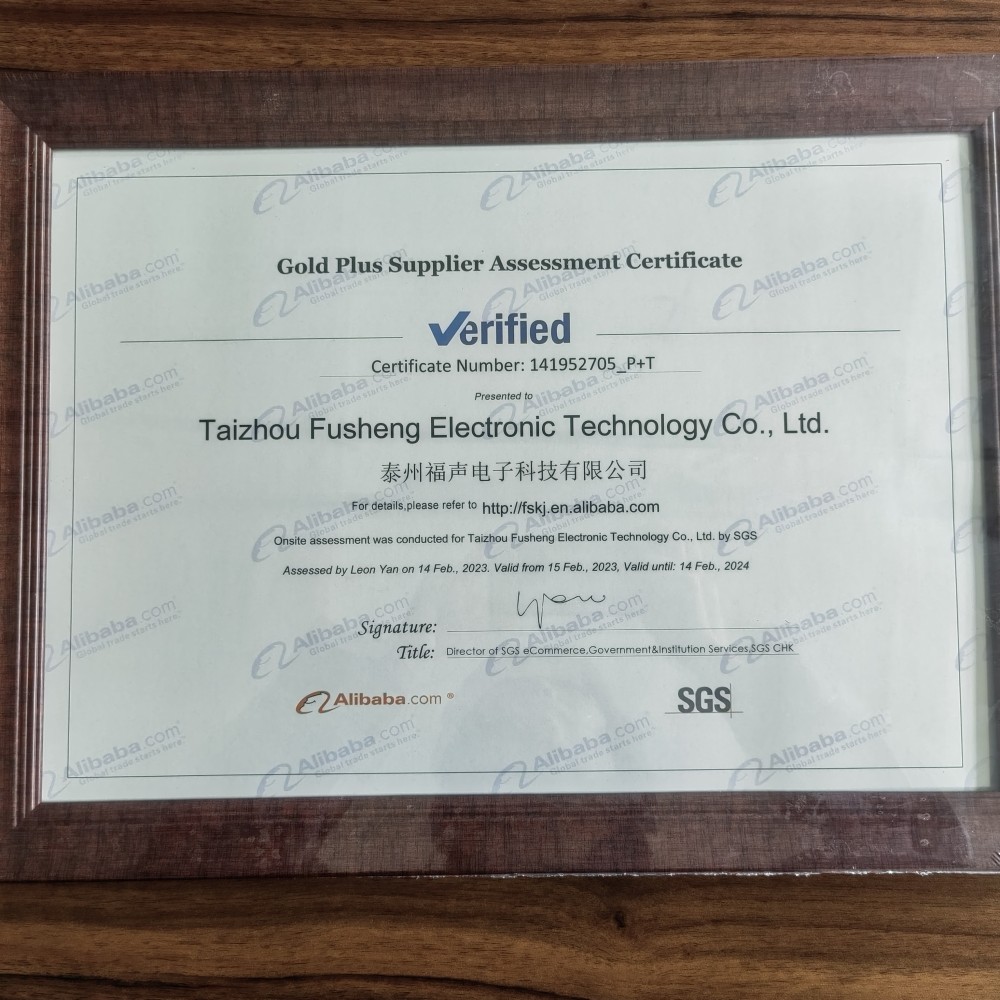 Gold Plus Supplier Assessment Certificate
Verified
Certificate Number: 141952705_P+T
Presented to
Taizhou Fusheng Electronic Technology Co., Ltd.
泰州福声电子科技有限公司
For details,please refer to http://fskj.en.alibaba.com
Onsite assessment was conducted for Taizhou Fusheng Electronic Technology Co., Ltd. by SGS
Assessed by Leon Yan on 14 Feb., 2023. Valid from 15 Feb., 2023, Valid until: 14 Feb., 2024
Signature:
Title: Director of SGS eCommerce,Government&Institution Services,SGS CHK
Alibaba.com ®
SGS